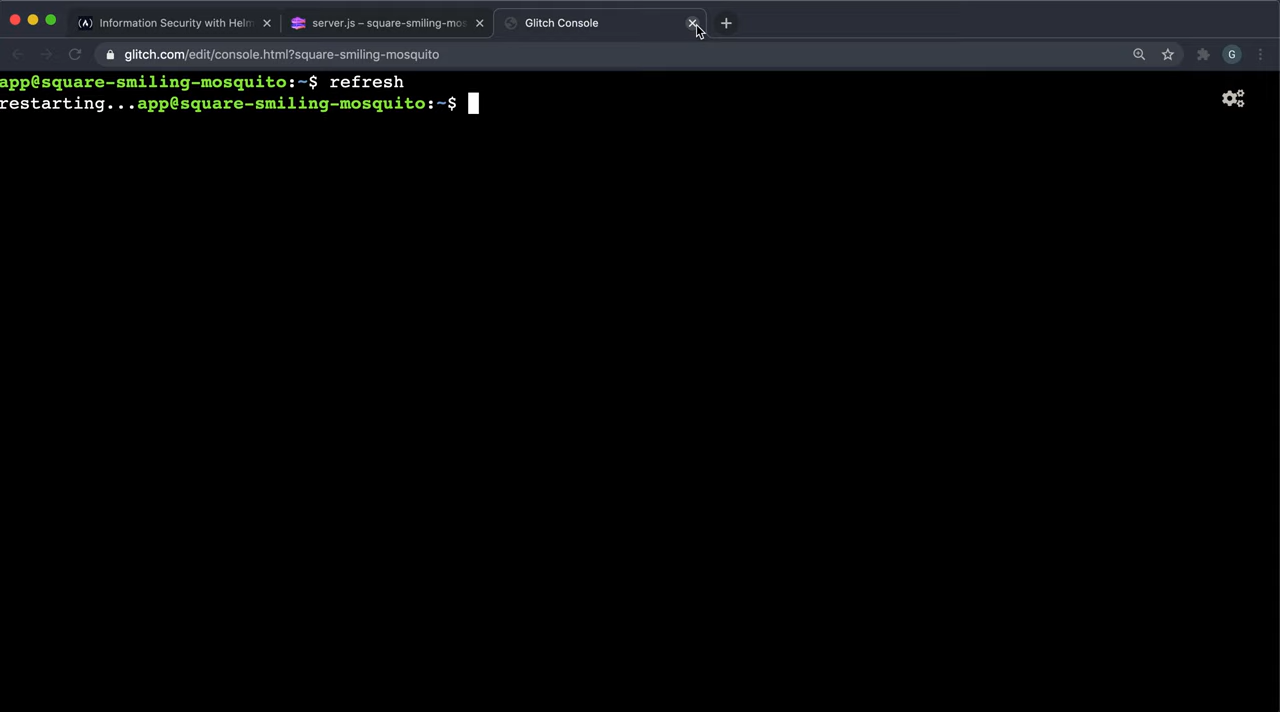 Information Security with Helm
server.js – square-smiling-mos
Glitch Console
glitch.com/edit/console.html?square-smiling-mosquito
G
app@square-smiling-mosquito:~$ refresh
restarting...app@square-smiling-mosquito:~$